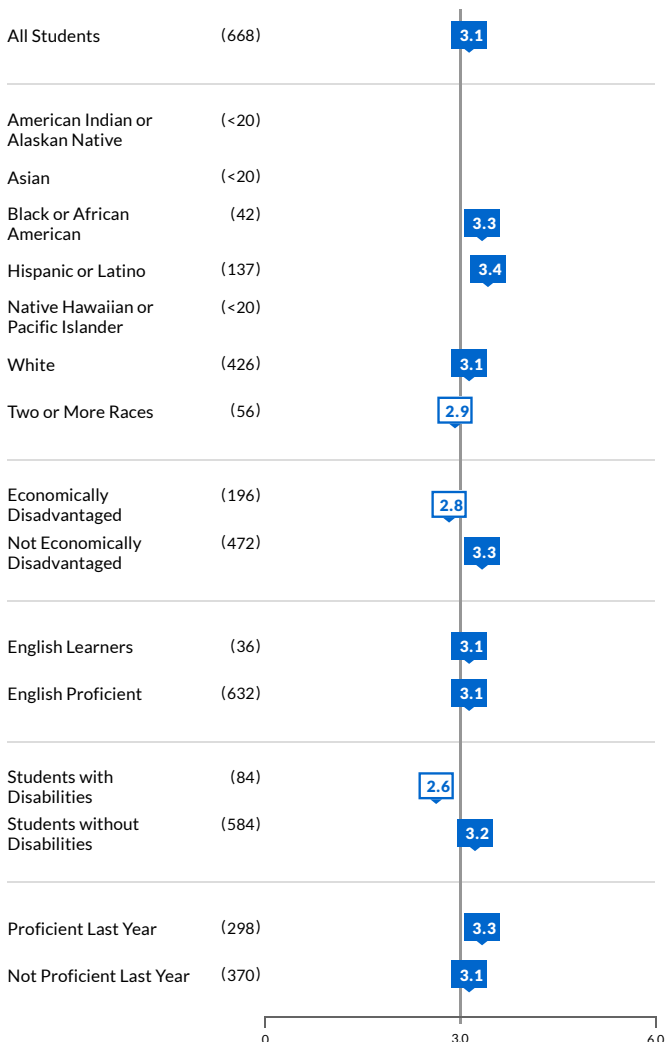 All Students (668) 3.1
American Indian or
Alaskan Native (<20)
Asian (<20)
Black or African
American (42) 3.3
Hispanic or Latino (137) 3.4
Native Hawaiian or
Pacific Islander (<20)
White (426) 3.1
Two or More Races (56) 2.9
Economically
Disadvantaged (196) 2.8
Not Economically
Disadvantaged (472) 3.3
English Learners (36) 3.1
English Proficient (632) 3.1
Students with
Disabilities (84) 2.6
Students without
Disabilities (584) 3.2
Proficient Last Year (298) 3.3
Not Proficient Last Year (370) 3.1
0 3.0 6.0